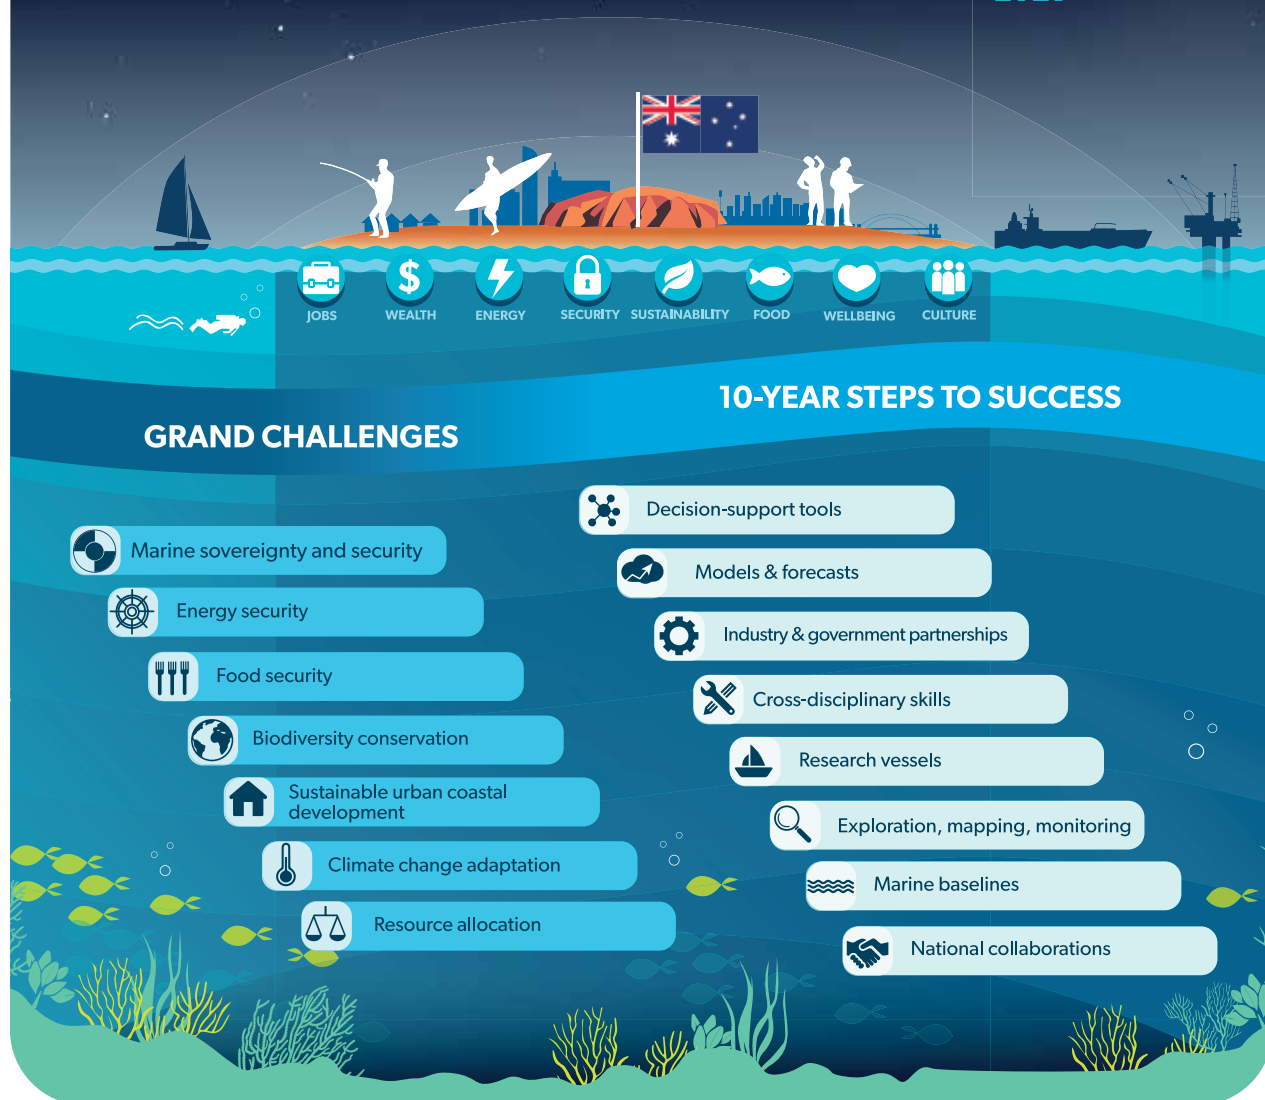 JOBS
WEALTH
ENERGY
SECURITY
SUSTAINABILITY
FOOD
WELLBEING
CULTURE
GRAND CHALLENGES
Marine sovereignty and security
Energy security
Food security
Biodiversity conservation
Sustainable urban coastal
development
Climate change adaptation
Resource allocation
10-YEAR STEPS TO SUCCESS
Decision-support tools
Models & forecasts
Industry & government partnerships
Cross-disciplinary skills
Research vessels
Exploration, mapping, monitoring
Marine baselines
National collaborations